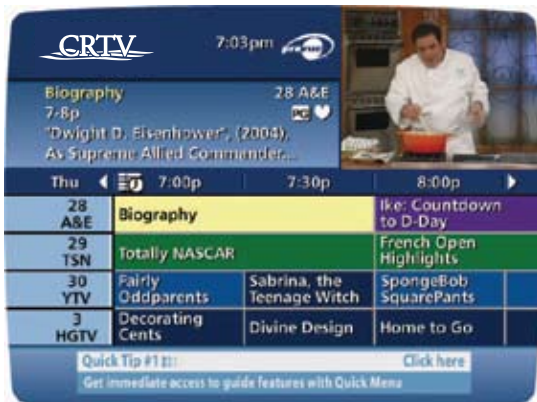 CRTV 7:03pm
Biography 28 A&E
7-8p PG
"Dwight D. Eisenhower", (2004),
As Supreme Allied Commander...
Thu 7:00p 7:30p 8:00p
28 A&E Biography Ike: Countdown to D-Day
29 TSN Totally NASCAR French Open Highlights
30 YTV Fairly Oddparents Sabrina, the Teenage Witch SpongeBob SquarePants
3 HGTV Decorating Cents Divine Design Home to Go
Quick Tip #1 Click here
Get immediate access to guide features with Quick Menu